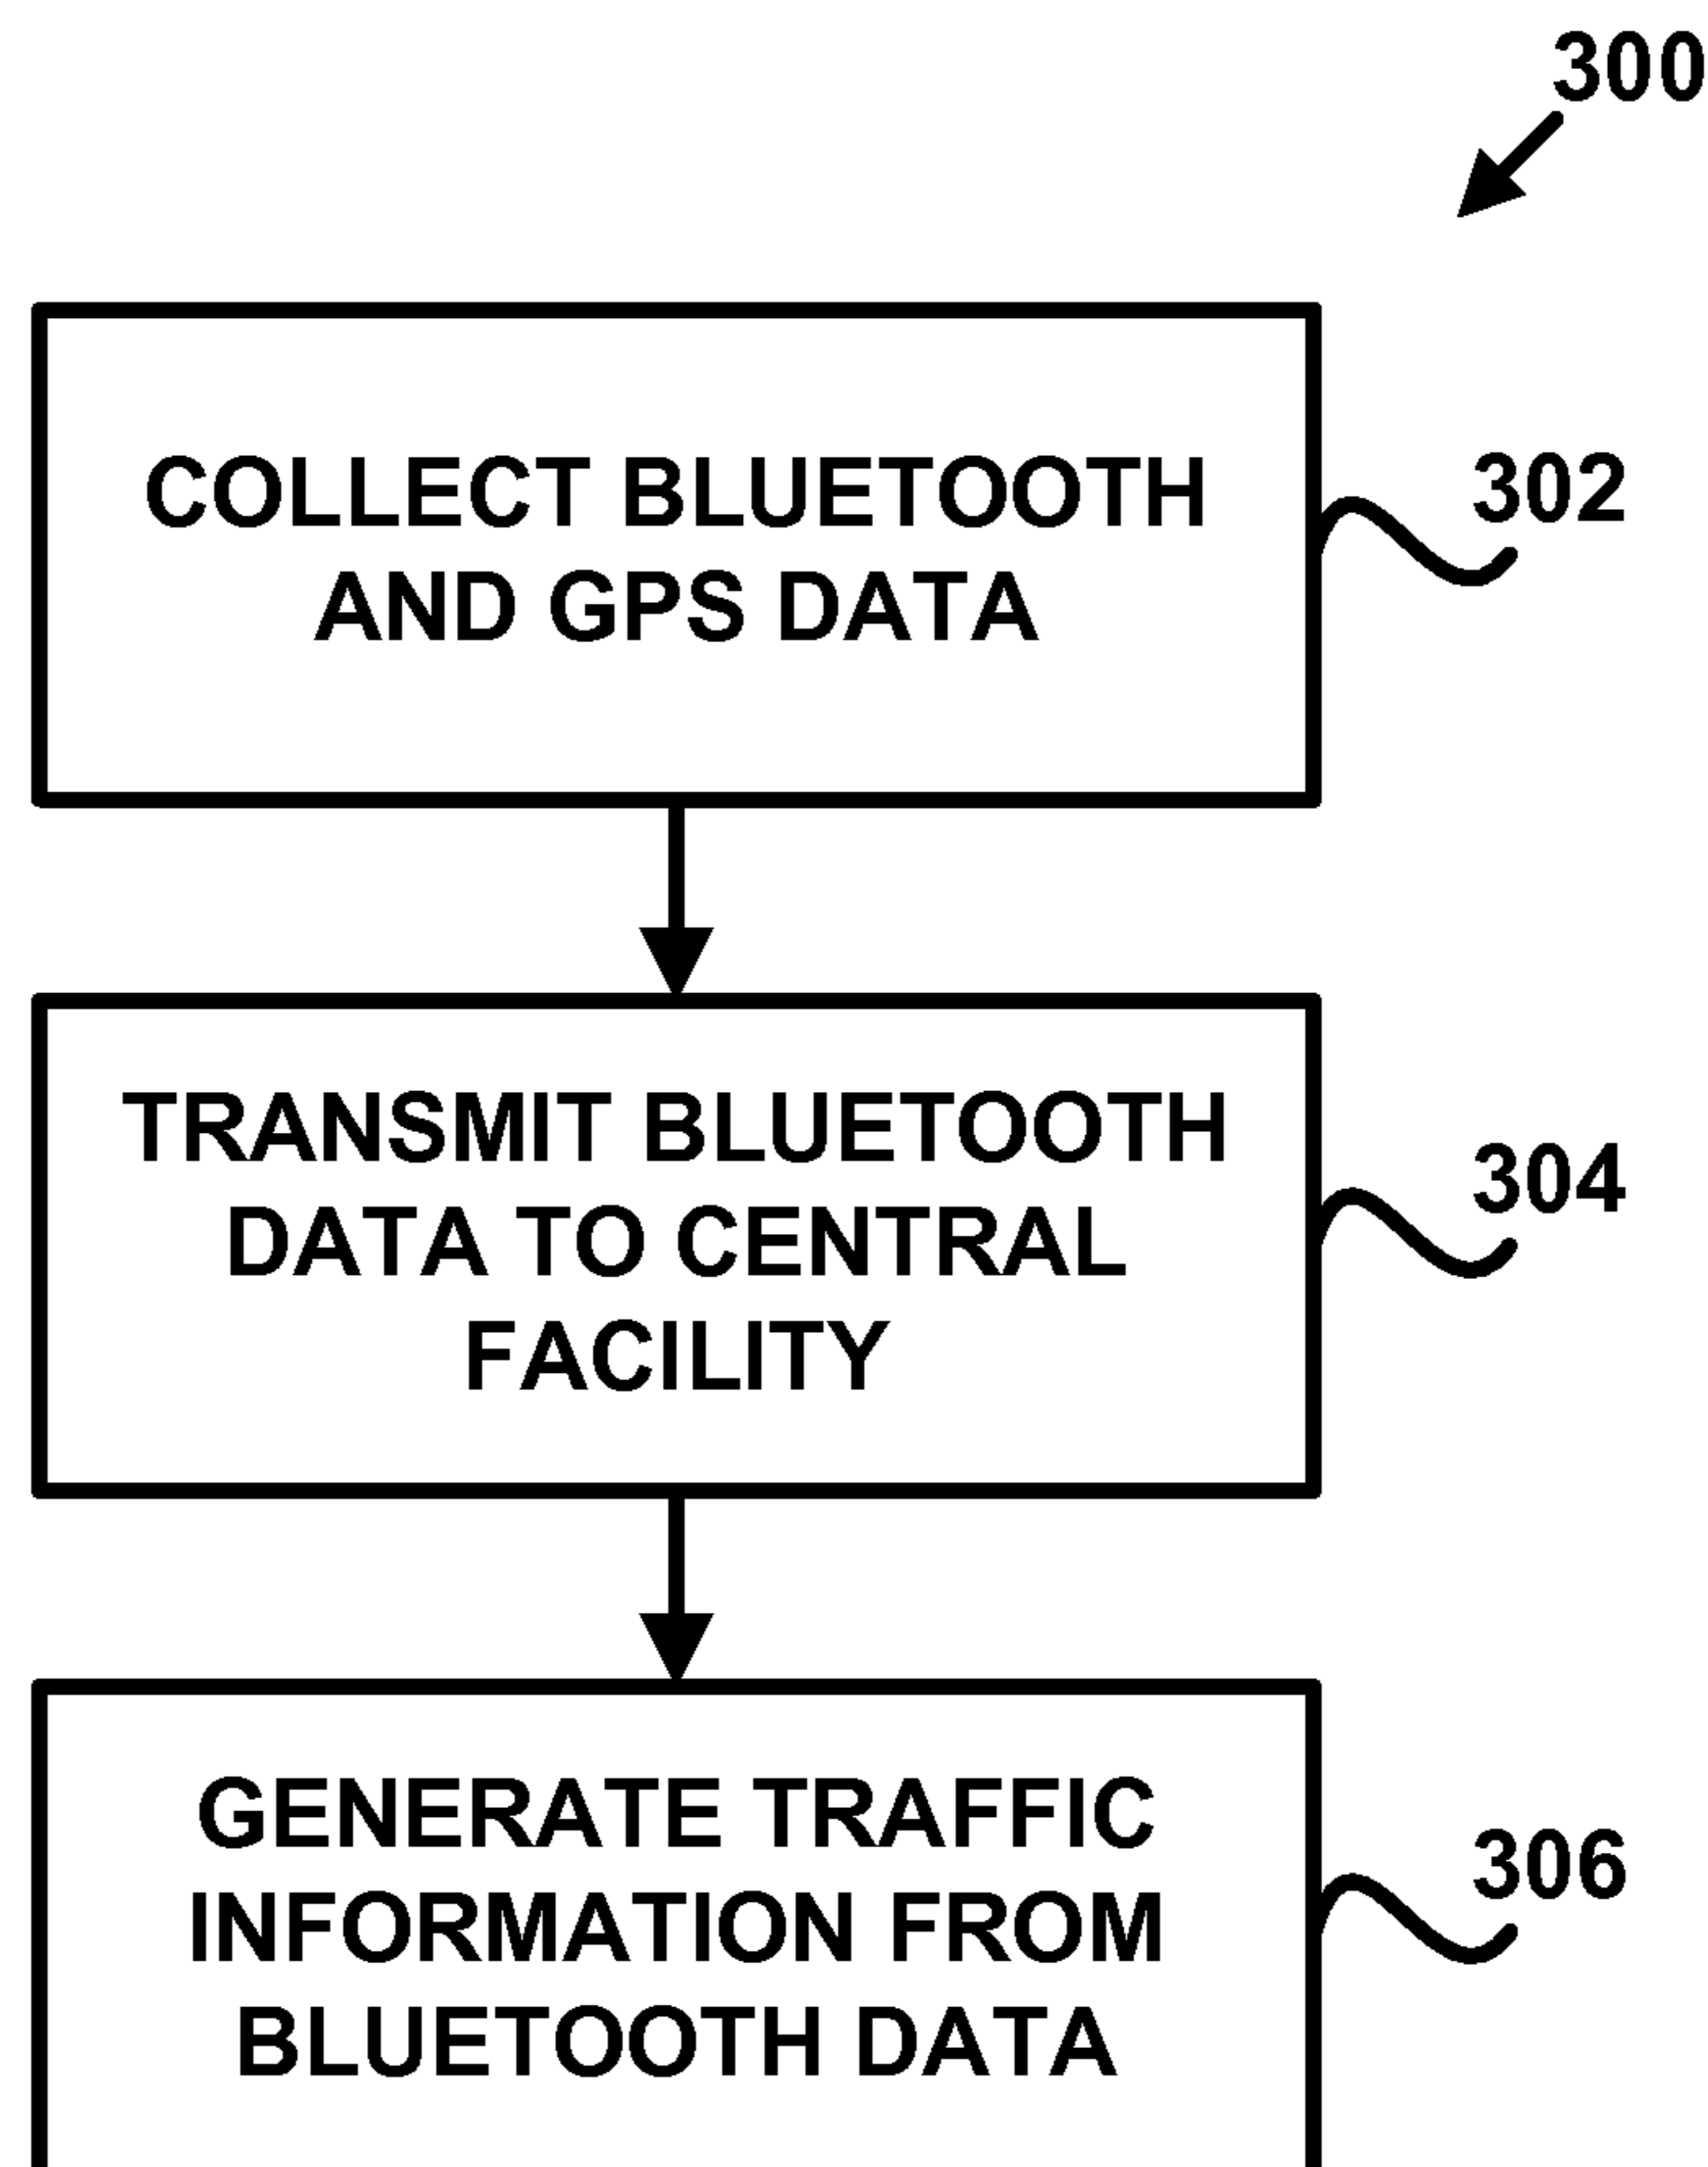 300
COLLECT BLUETOOTH
AND GPS DATA
302
TRANSMIT BLUETOOTH
DATA TO CENTRAL
FACILITY
304
GENERATE TRAFFIC
INFORMATION FROM
BLUETOOTH DATA
306